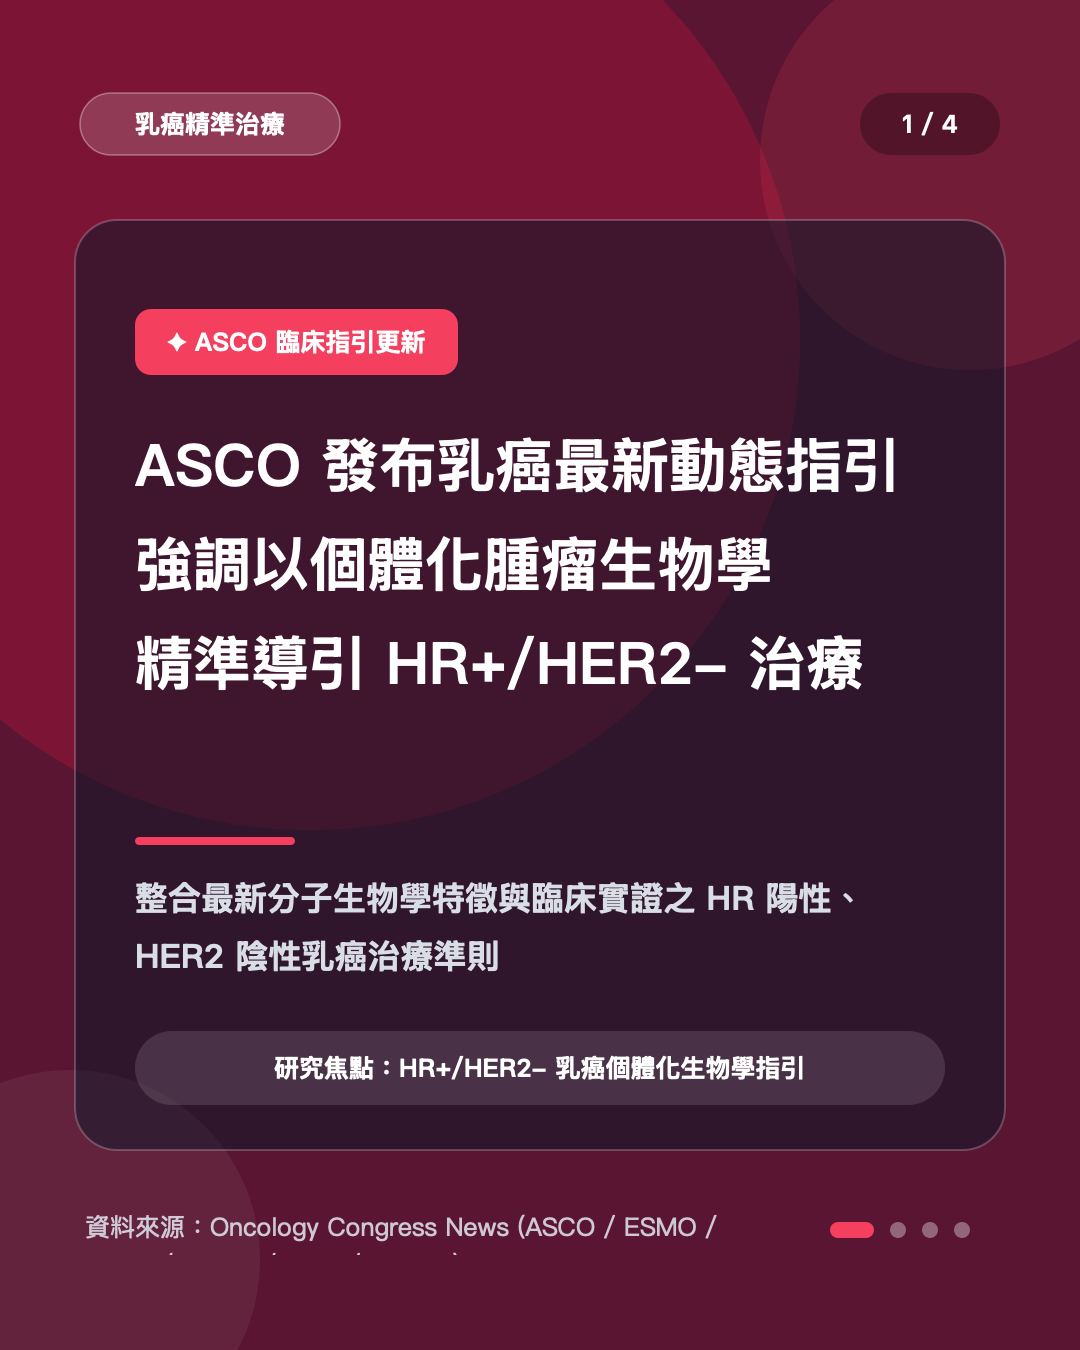 乳癌精準治療
1 / 4
✦ ASCO 臨床指引更新
ASCO 發布乳癌最新動態指引
強調以個體化腫瘤生物學
精準導引 HR+/HER2– 治療
整合最新分子生物學特徵與臨床實證之 HR 陽性、
HER2 陰性乳癌治療準則
研究焦點：HR+/HER2– 乳癌個體化生物學指引
資料來源：Oncology Congress News (ASCO / ESMO /